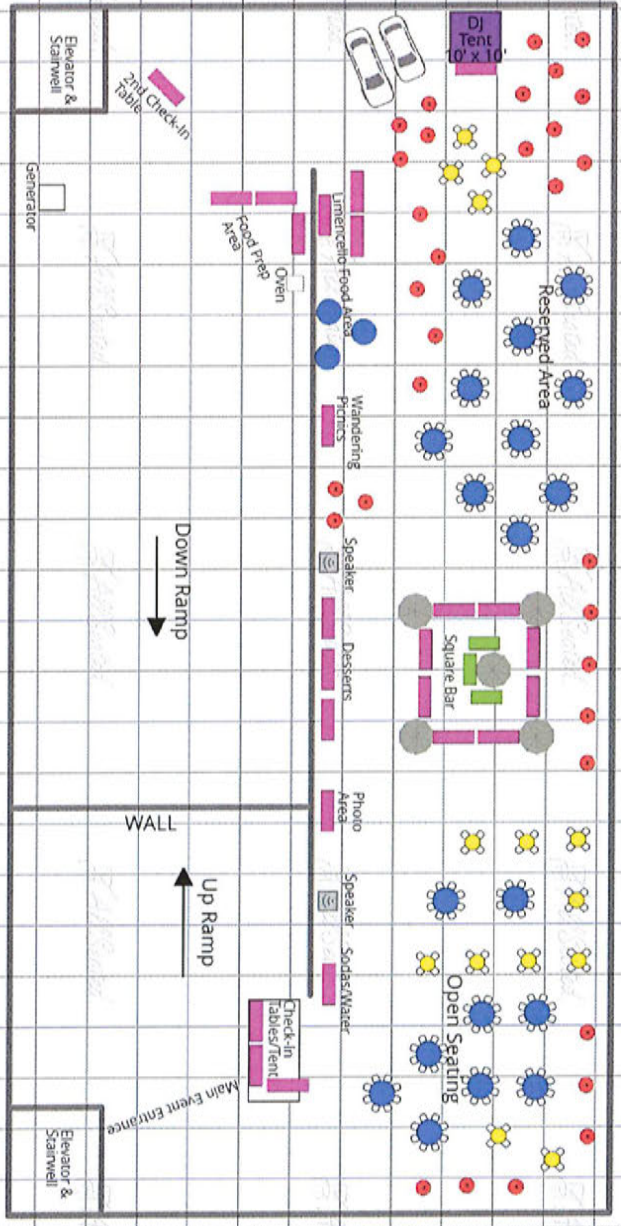 Elevator &
Stairwell
2nd Check-In
Table
Generator
DJ
Tent
10' x 10'
Limencello Food Area
Food Prep
Area
Oven
Reserved Area
Wandering
Picnics
Speaker
Down Ramp
Desserts
Square Bar
Photo
Area
WALL
Speaker
Up Ramp
Sodas/Water
Open Seating
Check-In
Tables/Tent
Main Event Entrance
Elevator &
Stairwell